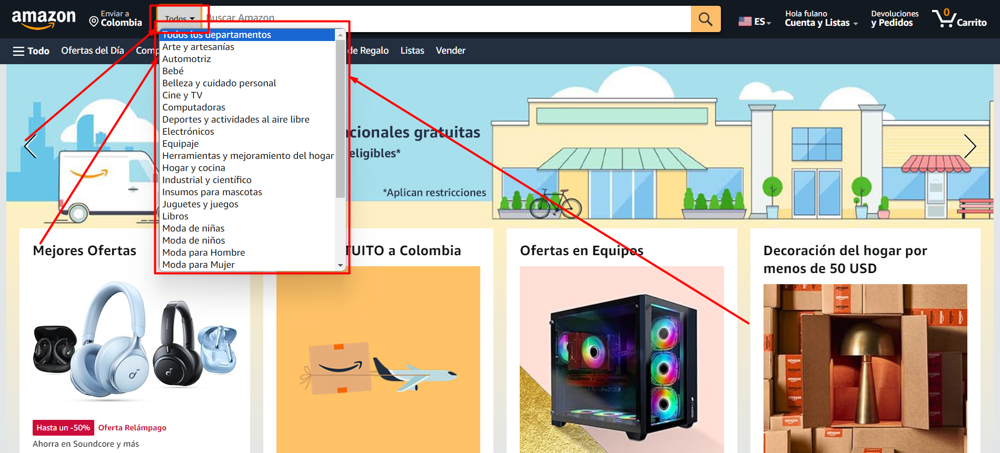 amazon
Enviar a
Colombia
Todos
Buscar Amazon
ES
Hola fulano
Cuenta y Listas
Devoluciones
y Pedidos
0
Carrito
Todo
Ofertas del Día
Comp
de Regalo
Listas
Vender
Todos los departamentos
Arte y artesanías
Automotriz
Bebé
Belleza y cuidado personal
Cine y TV
Computadoras
Deportes y actividades al aire libre
Electrónicos
Equipaje
Herramientas y mejoramiento del hogar
Hogar y cocina
Industrial y científico
Insumos para mascotas
Juguetes y juegos
Libros
Moda de niñas
Moda de niños
Moda para Hombre
Moda para Mujer
acionales gratuitas
eligibles*
*Aplican restricciones
Mejores Ofertas
TUITO a Colombia
Ofertas en Equipos
Decoración del hogar por
menos de 50 USD
Hasta un -50%
Oferta Relámpago
Ahorra en Soundcore y más